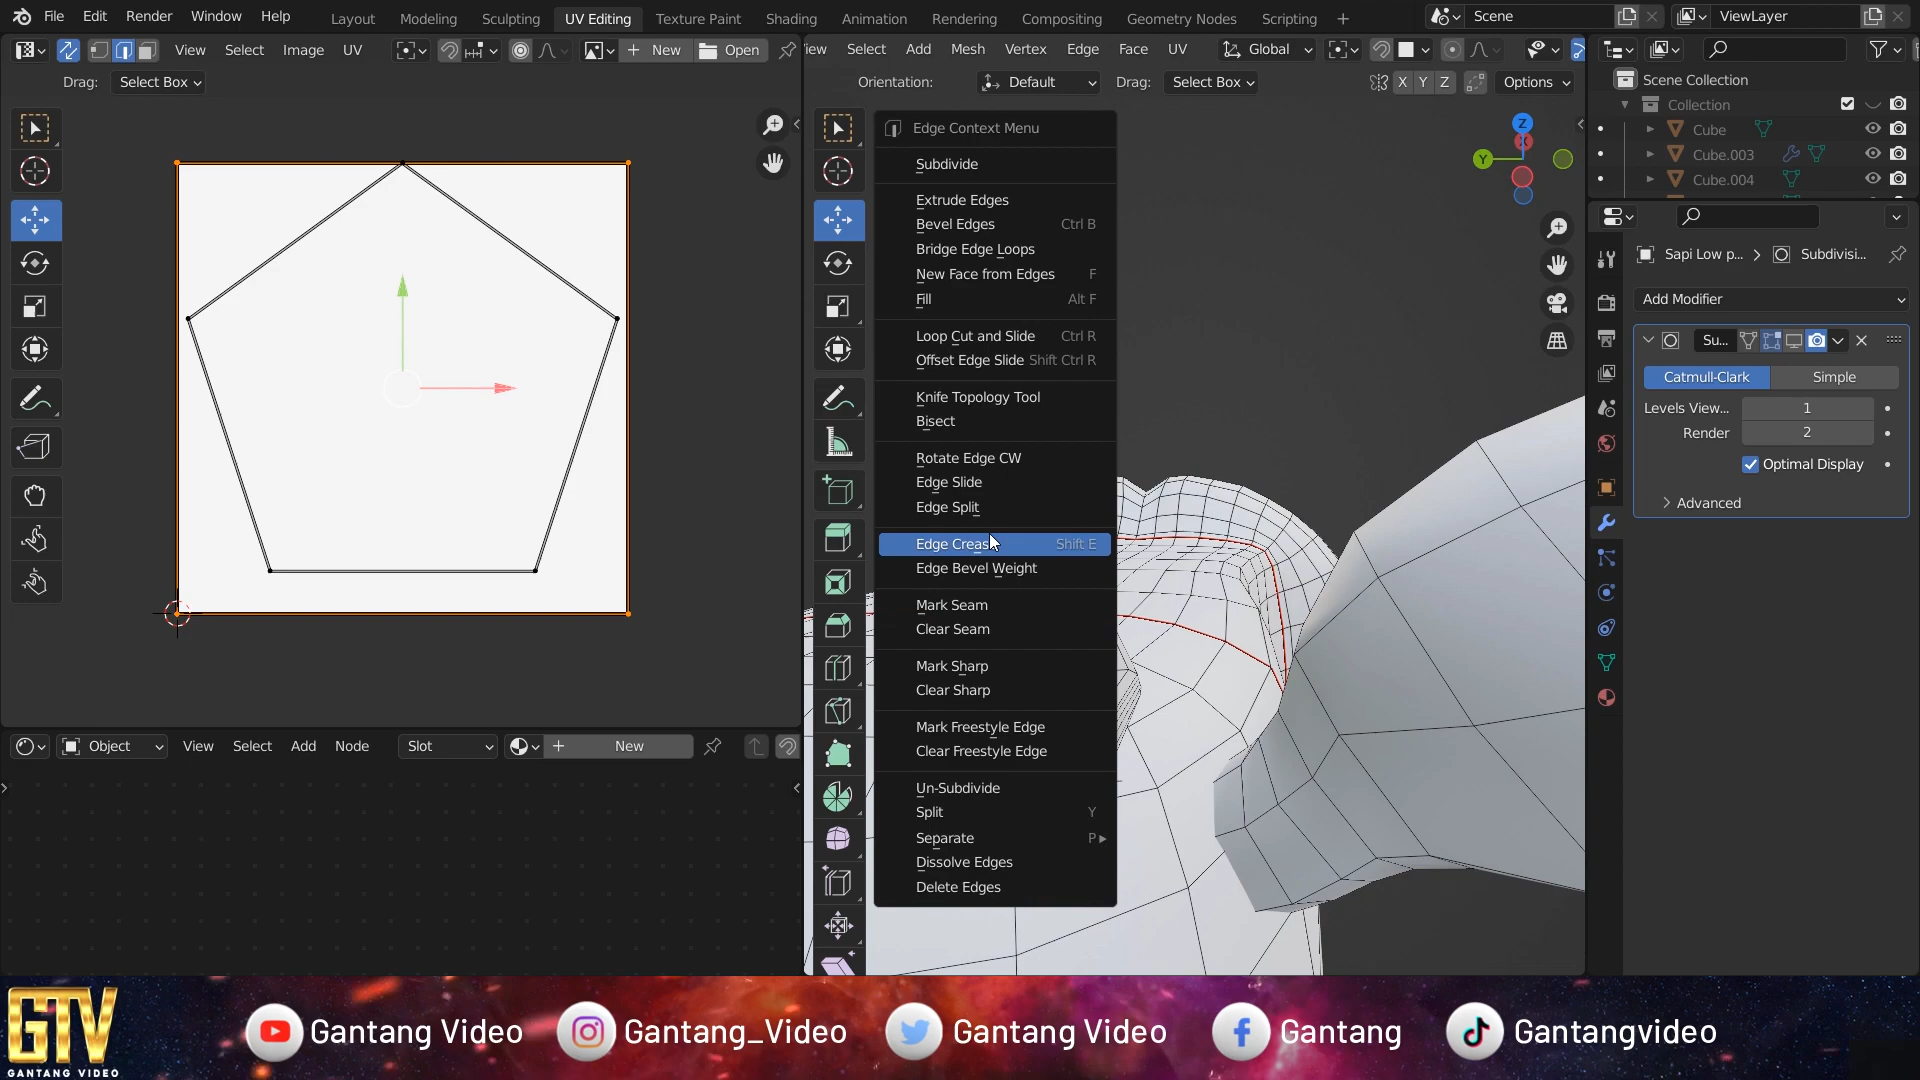 File Edit Render Window Help Layout Modeling Sculpting UV Editing Texture Paint Shading Animation Rendering Compositing Geometry Nodes Scripting Scene ViewLayer
View Select Image UV New Open iew Select Add Mesh Vertex Edge Face UV Global
Drag: Select Box Orientation: Default Drag: Select Box X Y Z Options
Scene Collection
Collection
Cube
Cube.003
Cube.004
Z
Y
Edge Context Menu
Subdivide
Extrude Edges
Bevel Edges Ctrl B
Bridge Edge Loops
New Face from Edges F
Fill Alt F
Loop Cut and Slide Ctrl R
Offset Edge Slide Shift Ctrl R
Knife Topology Tool
Bisect
Rotate Edge CW
Edge Slide
Edge Split
Edge Creas Shift E
Edge Bevel Weight
Mark Seam
Clear Seam
Mark Sharp
Clear Sharp
Mark Freestyle Edge
Clear Freestyle Edge
Un-Subdivide
Split Y
Separate P
Dissolve Edges
Delete Edges
Sapi Low p... Subdivisi...
Add Modifier
Su...
Catmull-Clark Simple
Levels View... 1
Render 2
Optimal Display
Advanced
Object View Select Add Node Slot New
GTV
GANTANG VIDEO
Gantang Video Gantang_Video Gantang Video Gantang Gantangvideo